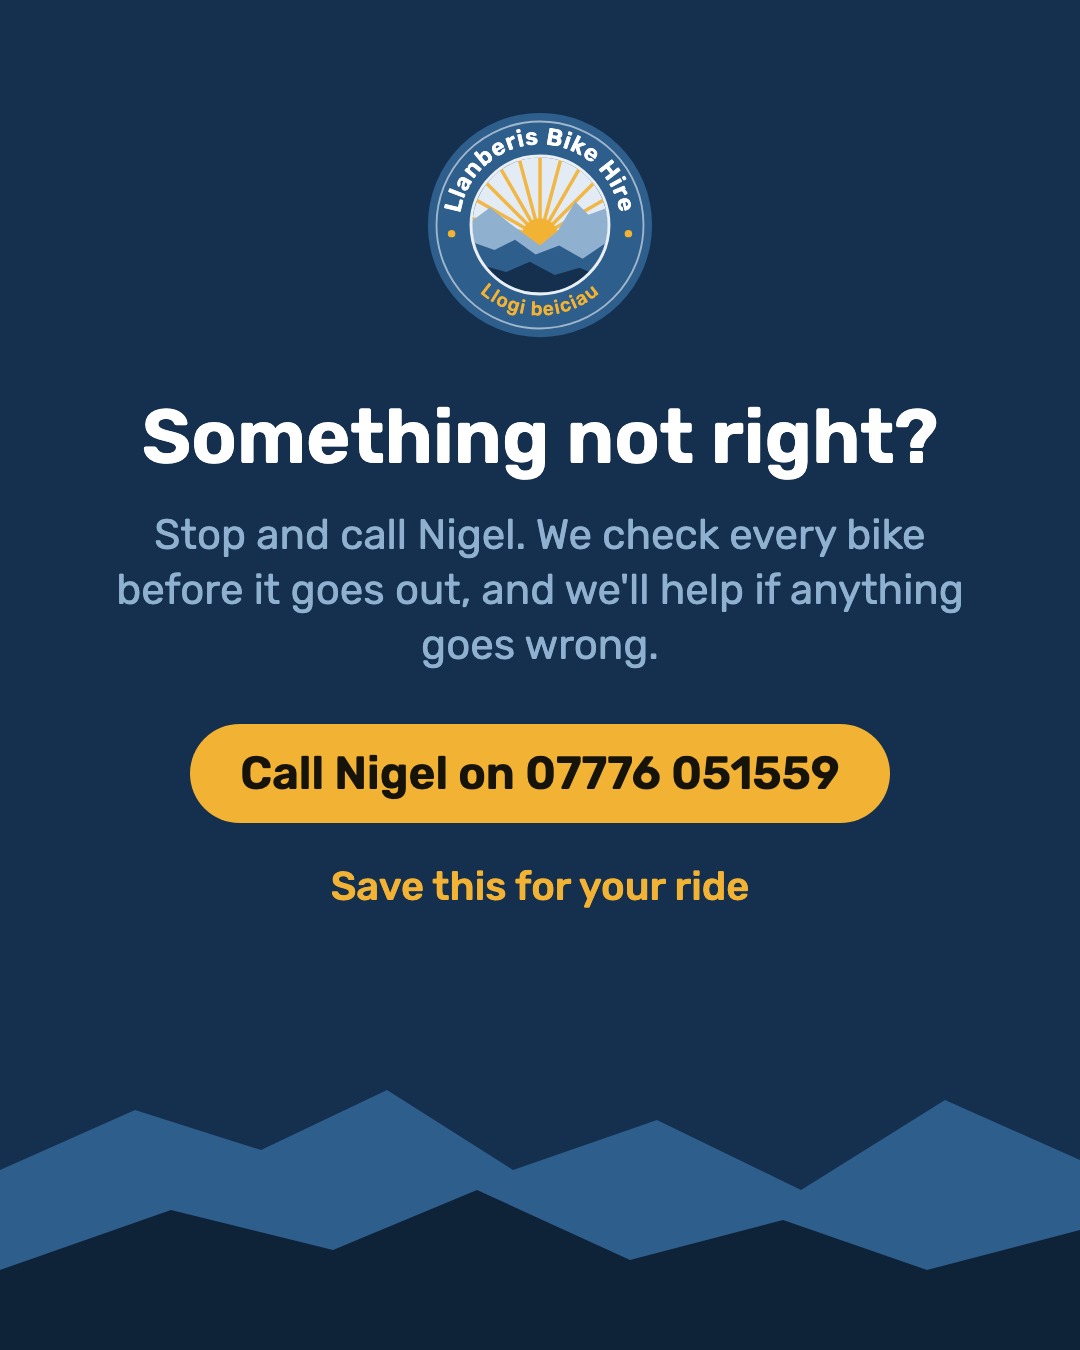 Llanberis Bike Hire
Llogi beiciau
Something not right?
Stop and call Nigel. We check every bike
before it goes out, and we'll help if anything
goes wrong.
Call Nigel on 07776 051559
Save this for your ride